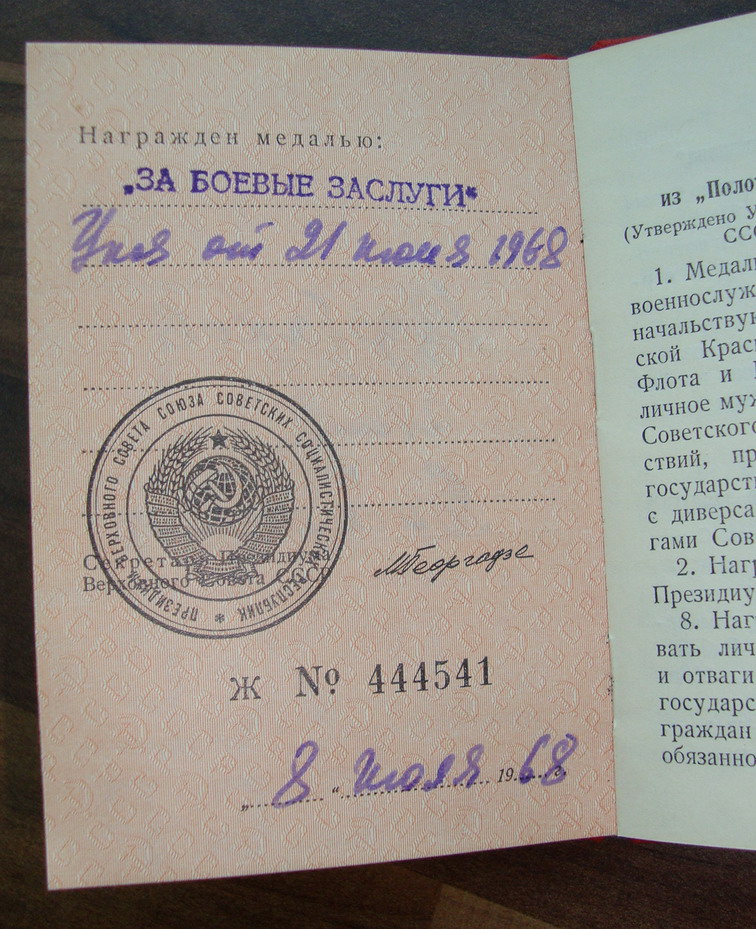 Награжден медалью:
„ЗА БОЕВЫЕ ЗАСЛУГИ“
Указ от 21 июня 1968
ПРЕЗИДИУМ ВЕРХОВНОГО СОВЕТА СОЮЗА СОВЕТСКИХ СОЦИАЛИСТИЧЕСКИХ РЕСПУБЛИК *
Секретарь Президиума
Верховного Совета СССР
МГеоргадзе
Ж № 444541
„ 8 “ июля 1968 г.
из „Поло
(Утверждено У
ССС
1. Медал
военнослуж
начальствую
ской Крас
Флота и
личное муж
Советского
ствий, пр
государст
с диверса
гами Сов
2. Наг
Президиу
8. Наг
вать лич
и отваги
государс
граждан
обязанно